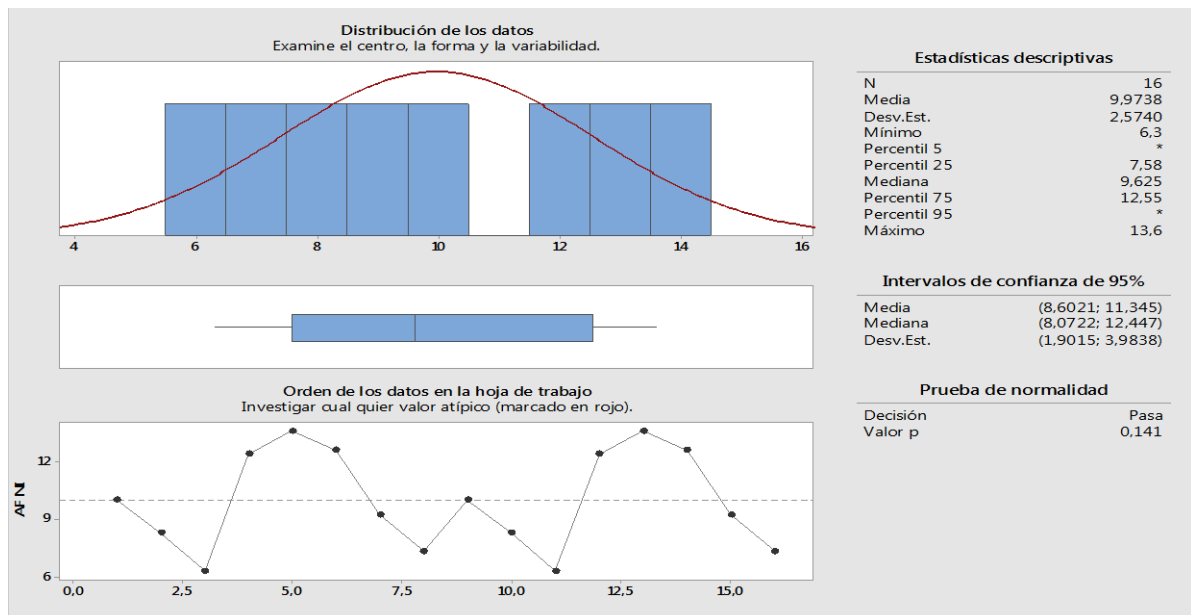 Distribución de los datos
Examine el centro, la forma y la variabilidad.
4 6 8 10 12 14 16
Orden de los datos en la hoja de trabajo
Investigar cual quier valor atípico (marcado en rojo).
AF NI
12
9
6
0,0 2,5 5,0 7,5 10,0 12,5 15,0
Estadísticas descriptivas
N 16
Media 9,9738
Desv.Est. 2,5740
Mínimo 6,3
Percentil 5 *
Percentil 25 7,58
Mediana 9,625
Percentil 75 12,55
Percentil 95 *
Máximo 13,6
Intervalos de confianza de 95%
Media (8,6021; 11,345)
Mediana (8,0722; 12,447)
Desv.Est. (1,9015; 3,9838)
Prueba de normalidad
Decisión Pasa
Valor p 0,141